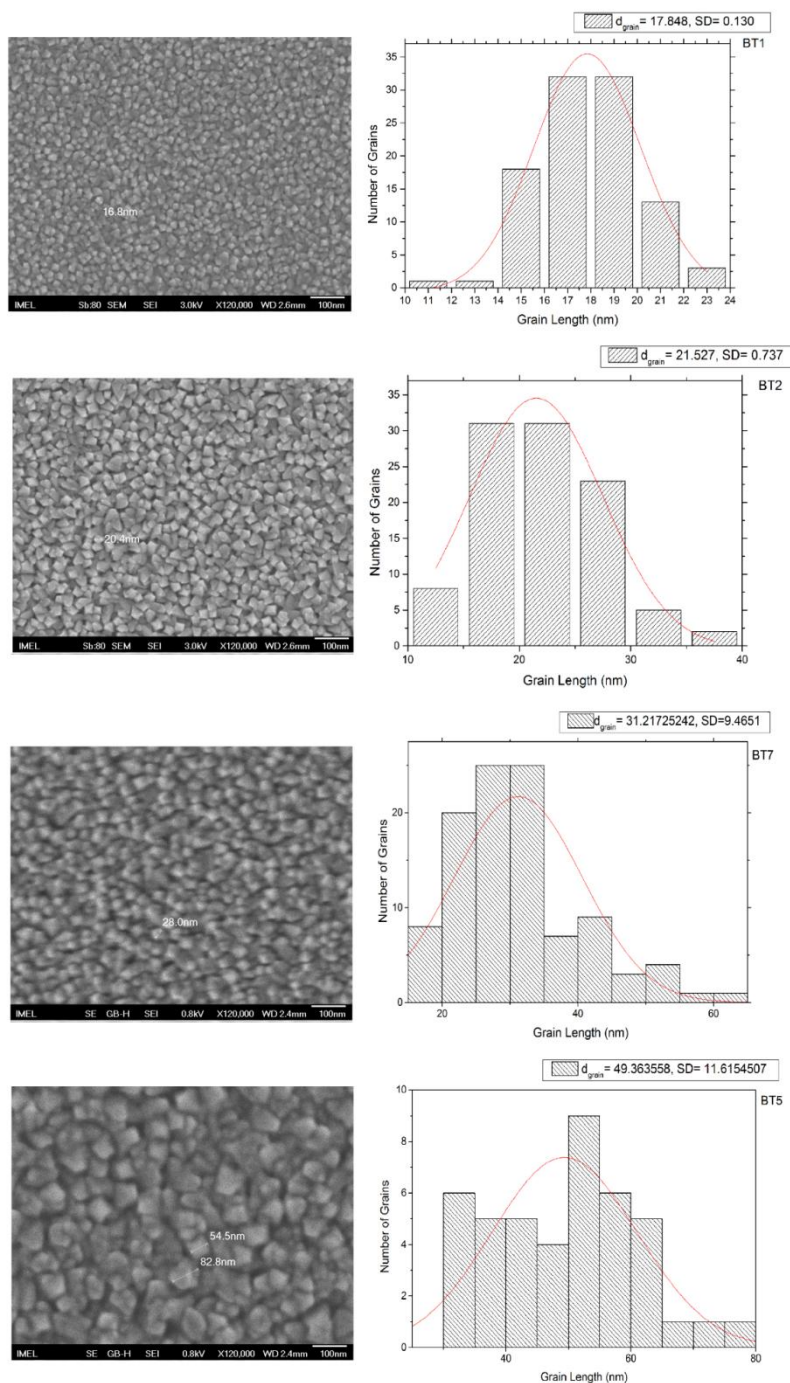 d grain = 17.848, SD = 0.130
BT1
35
30
25
20
15
10
5
0
Number of Grains
10 11 12 13 14 15 16 17 18 19 20 21 22 23 24
Grain Length (nm)
16.8nm
IMEL Sb:80 SEM SEI 3.0kV X120,000 WD 2.6mm 100nm
d grain = 21.527, SD= 0.737
BT2
35
30
25
20
15
10
5
0
Number of Grains
10 20 30 40
Grain Length (nm)
20.4nm
IMEL Sb:80 SEM SEI 3.0kV X120,000 WD 2.6mm 100nm
d grain = 31.21725242, SD=9.4651
BT7
20
10
0
Number of Grains
20 40 60
Grain Length (nm)
28.0nm
IMEL SE GB-H SEI 0.8kV X120,000 WD 2.4mm 100nm
d grain = 49.363558, SD= 11.6154507
BT5
10
8
6
4
2
0
Number of Grains
40 60 80
Grain Length (nm)
54.5nm
82.8nm
IMEL SE GB-H SEI 0.8kV X120,000 WD 2.4mm 100nm